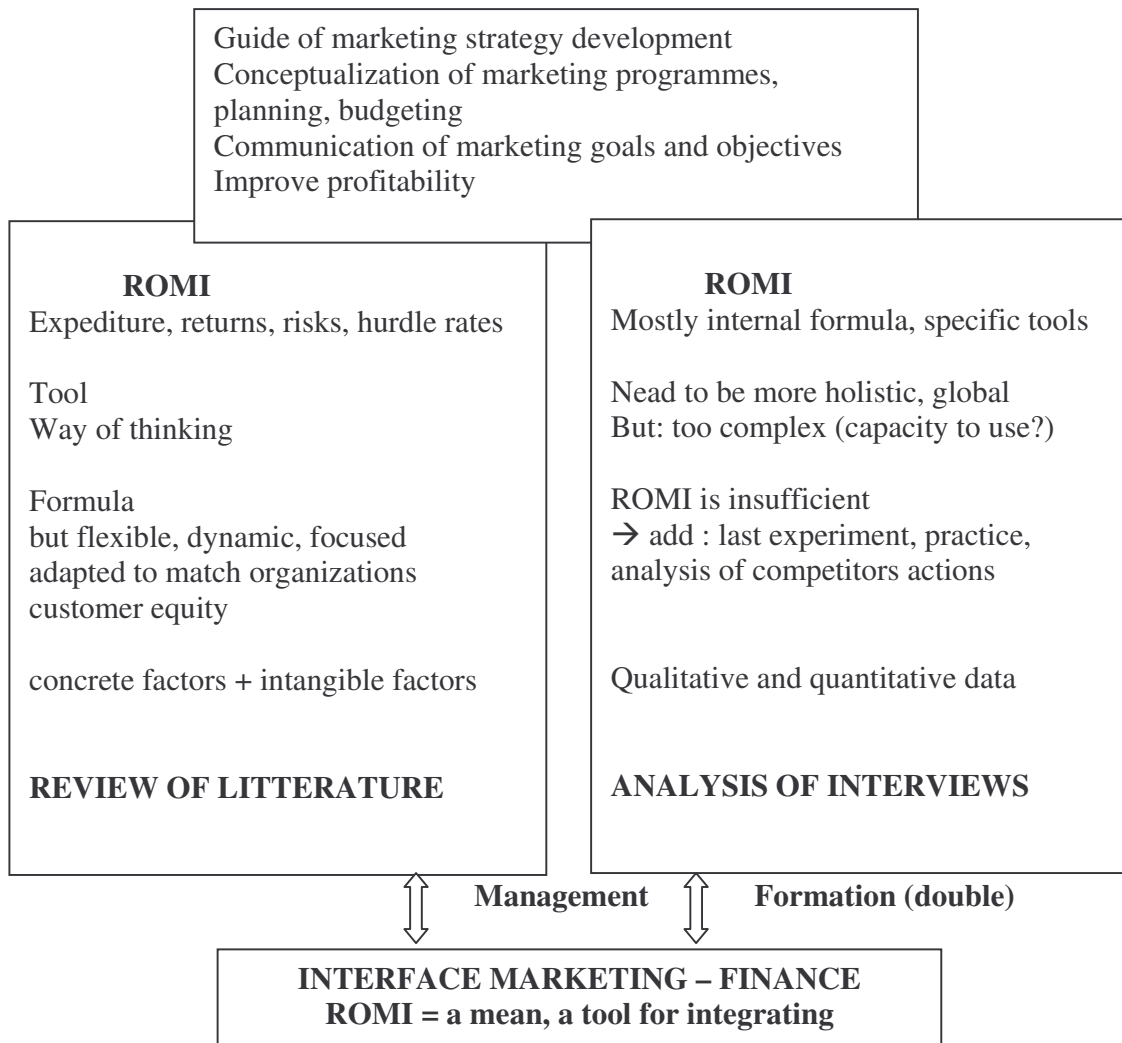 Guide of marketing strategy development
Conceptualization of marketing programmes,
planning, budgeting
Communication of marketing goals and objectives
Improve profitability
ROMI
Expediture, returns, risks, hurdle rates
Tool
Way of thinking
Formula
but flexible, dynamic, focused
adapted to match organizations
customer equity
concrete factors + intangible factors
REVIEW OF LITTERATURE
ROMI
Mostly internal formula, specific tools
Nead to be more holistic, global
But: too complex (capacity to use?)
ROMI is insufficient
→ add : last experiment, practice,
analysis of competitors actions
Qualitative and quantitative data
ANALYSIS OF INTERVIEWS
Management
Formation (double)
INTERFACE MARKETING – FINANCE
ROMI = a mean, a tool for integrating